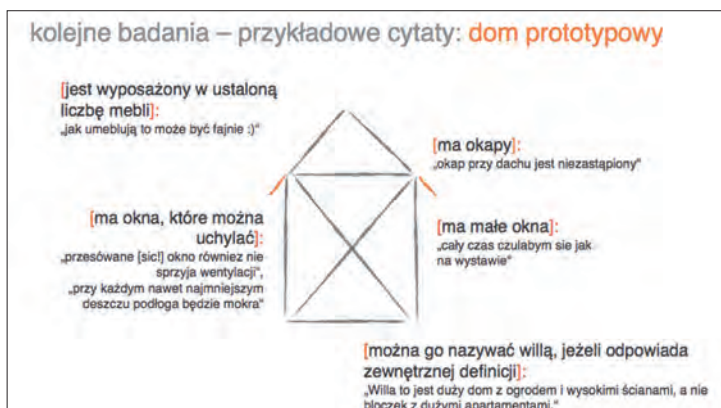 kolejne badania – przykładowe cytaty: dom prototypowy
[jest wyposażony w ustaloną
liczbę mebli]:
„jak umeblują to może być fajnie :)“
[ma okapy]:
„okap przy dachu jest niezastąpiony“
[ma okna, które można
uchylać]:
„przesówane [sic!] okno równiez nie
sprzyja wentylacji“,
„przy każdym nawet najmniejszym
deszczu podłoga będzie mokra“
[ma małe okna]:
„cały czas czulabym sie jak
na wystawie“
[można go nazywać willą, jeżeli odpowiada
zewnętrznej definicji]:
„Willa to jest duży dom z ogrodem i wysokimi ścianami, a nie
bloczek z dużymi apartamentami.“